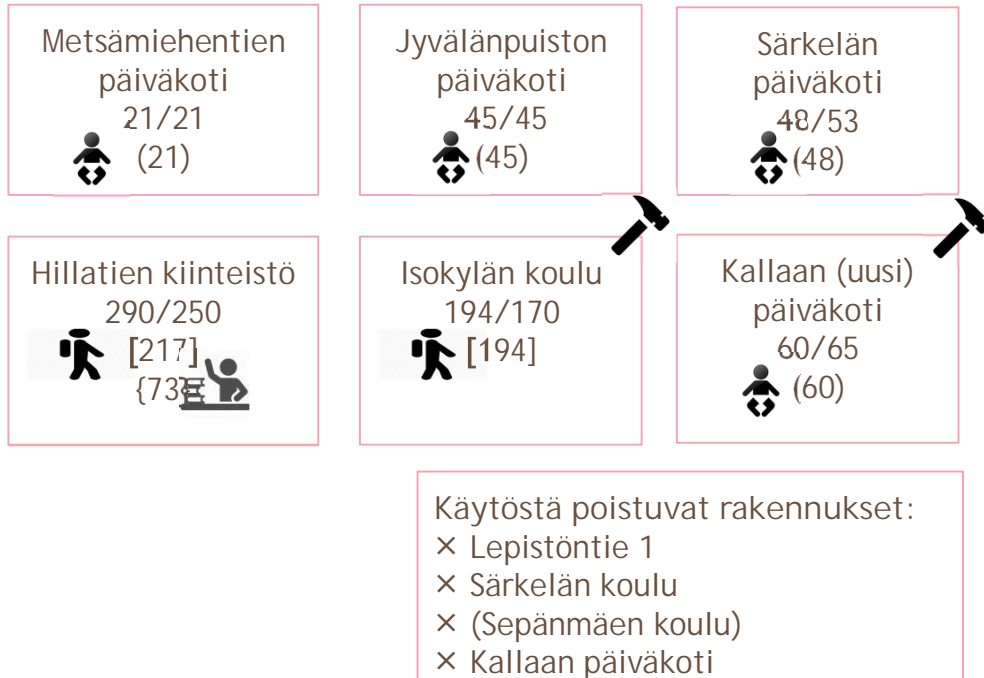 Metsämiehentien
päiväkoti
21/21
(21)
Jyvälänpuiston
päiväkoti
45/45
(45)
Särkelän
päiväkoti
48/53
(48)
Hillatien kiinteistö
290/250
[217]
{73}
Isokylän koulu
194/170
[194]
Kallaan (uusi)
päiväkoti
60/65
(60)
Käytöstä poistuvat rakennukset:
× Lepistöntie 1
× Särkelän koulu
× (Sepänmäen koulu)
× Kallaan päiväkoti